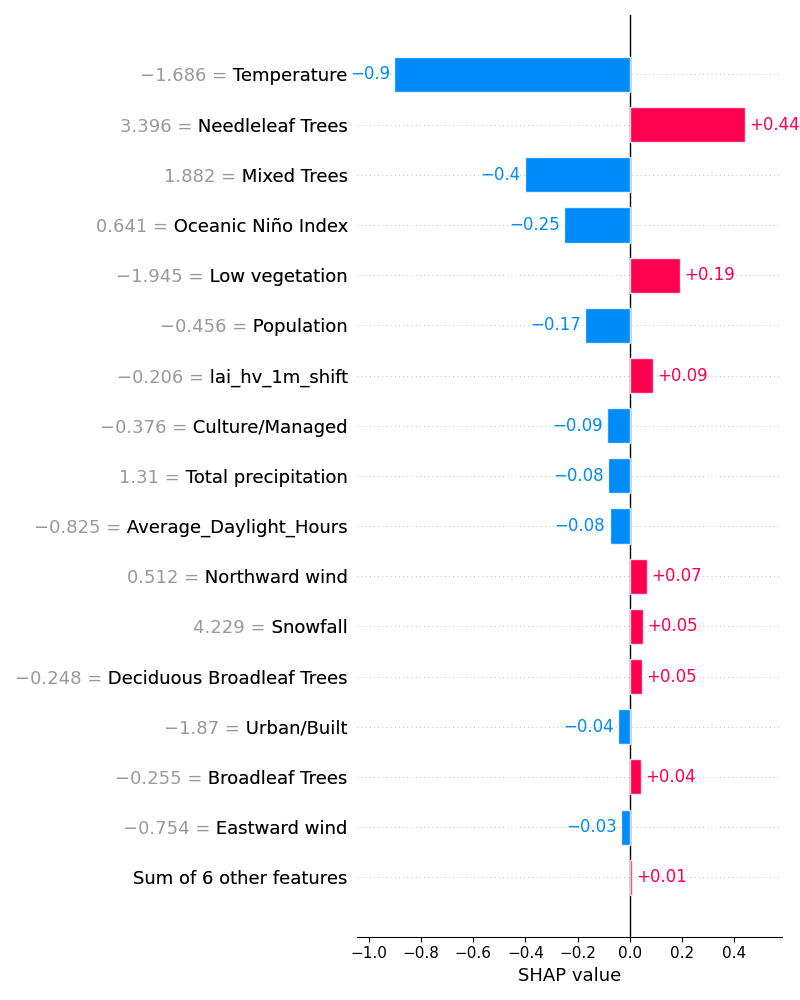 −1.686 = Temperature −0.9
3.396 = Needleleaf Trees +0.44
1.882 = Mixed Trees −0.4
0.641 = Oceanic Niño Index −0.25
−1.945 = Low vegetation +0.19
−0.456 = Population −0.17
−0.206 = lai_hv_1m_shift +0.09
−0.376 = Culture/Managed −0.09
1.31 = Total precipitation −0.08
−0.825 = Average_Daylight_Hours −0.08
0.512 = Northward wind +0.07
4.229 = Snowfall +0.05
−0.248 = Deciduous Broadleaf Trees +0.05
−1.87 = Urban/Built −0.04
−0.255 = Broadleaf Trees +0.04
−0.754 = Eastward wind −0.03
Sum of 6 other features +0.01
−1.0 −0.8 −0.6 −0.4 −0.2 0.0 0.2 0.4
SHAP value